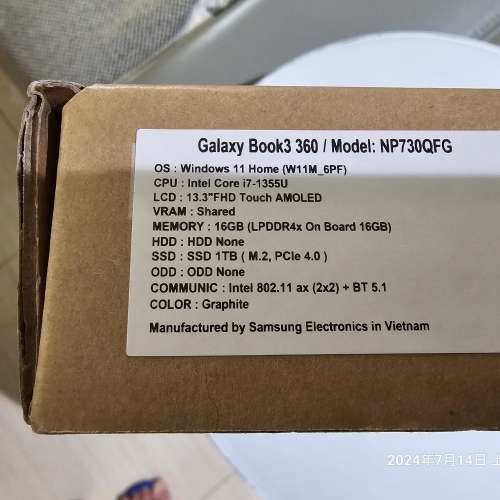 Galaxy Book3 360 / Model: NP730QFG
OS : Windows 11 Home (W11M_6PF)
CPU : Intel Core i7-1355U
LCD : 13.3"FHD Touch AMOLED
VRAM : Shared
MEMORY : 16GB (LPDDR4x On Board 16GB)
HDD : HDD None
SSD : SSD 1TB ( M.2, PCIe 4.0 )
ODD : ODD None
COMMUNIC : Intel 802.11 ax (2x2) + BT 5.1
COLOR : Graphite
Manufactured by Samsung Electronics in Vietnam
2024年7月14日